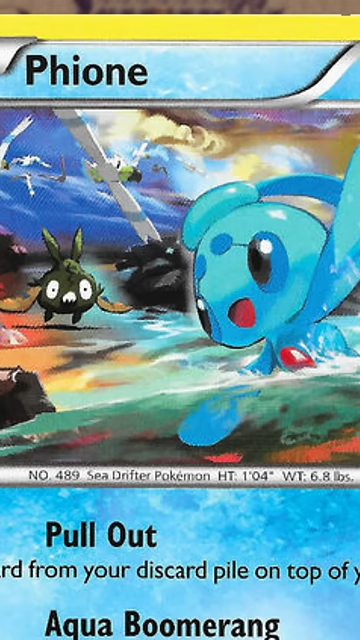 Phione
NO. 489 Sea Drifter Pokémon HT: 1'04" WT: 6.8 lbs.
Pull Out
rd from your discard pile on top of y
Aqua Boomerang